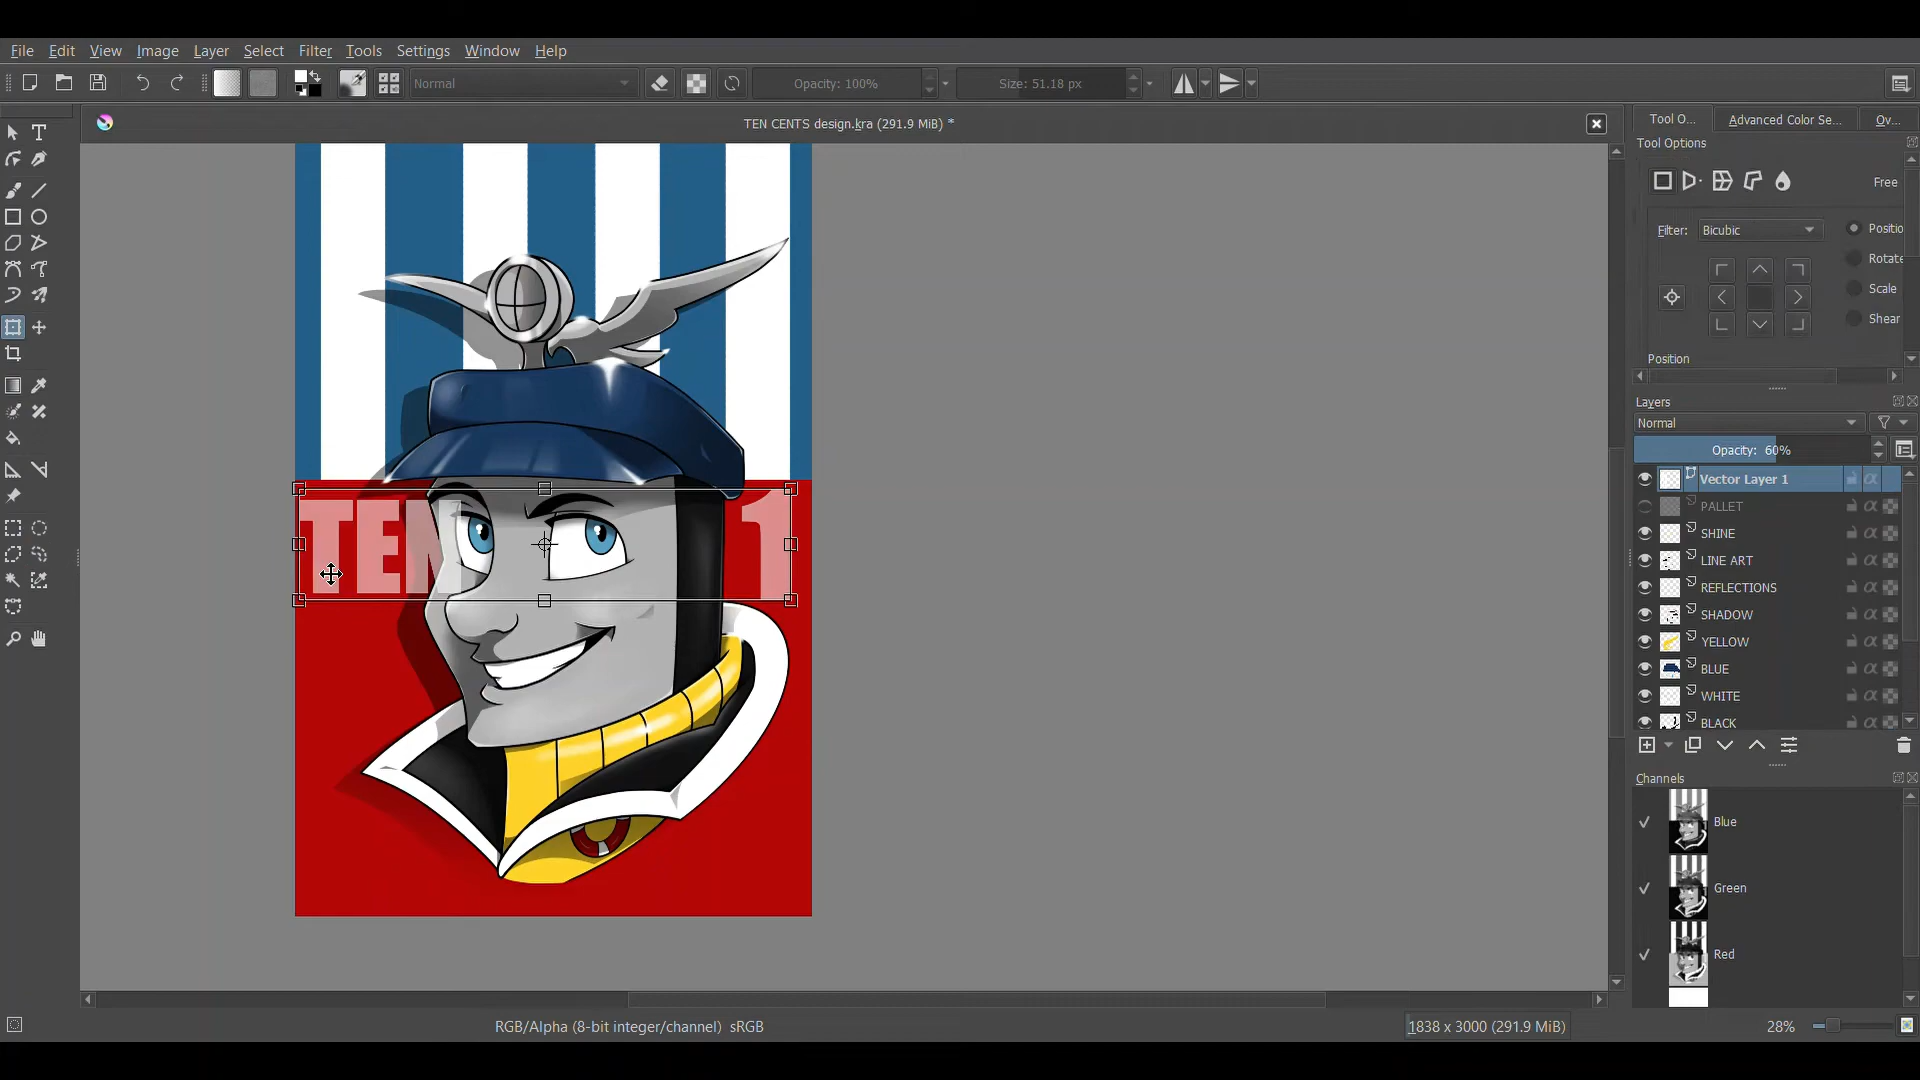 File Edit View Image Layer Select Filter Tools Settings Window Help
Normal Opacity: 100% Size: 51.18 px
TEN CENTS design.kra (291.9 MiB) *
Tool O... Advanced Color Se... Ov...
Tool Options
Free
Filter: Bicubic Positio
Rotate
Scale
Shear
Position
Layers
Normal
Opacity: 60%
Vector Layer 1
PALLET
SHINE
LINE ART
REFLECTIONS
SHADOW
YELLOW
BLUE
WHITE
BLACK
Channels
Blue
Green
Red
TEN 1
RGB/Alpha (8-bit integer/channel) sRGB 1838 x 3000 (291.9 MiB) 28%